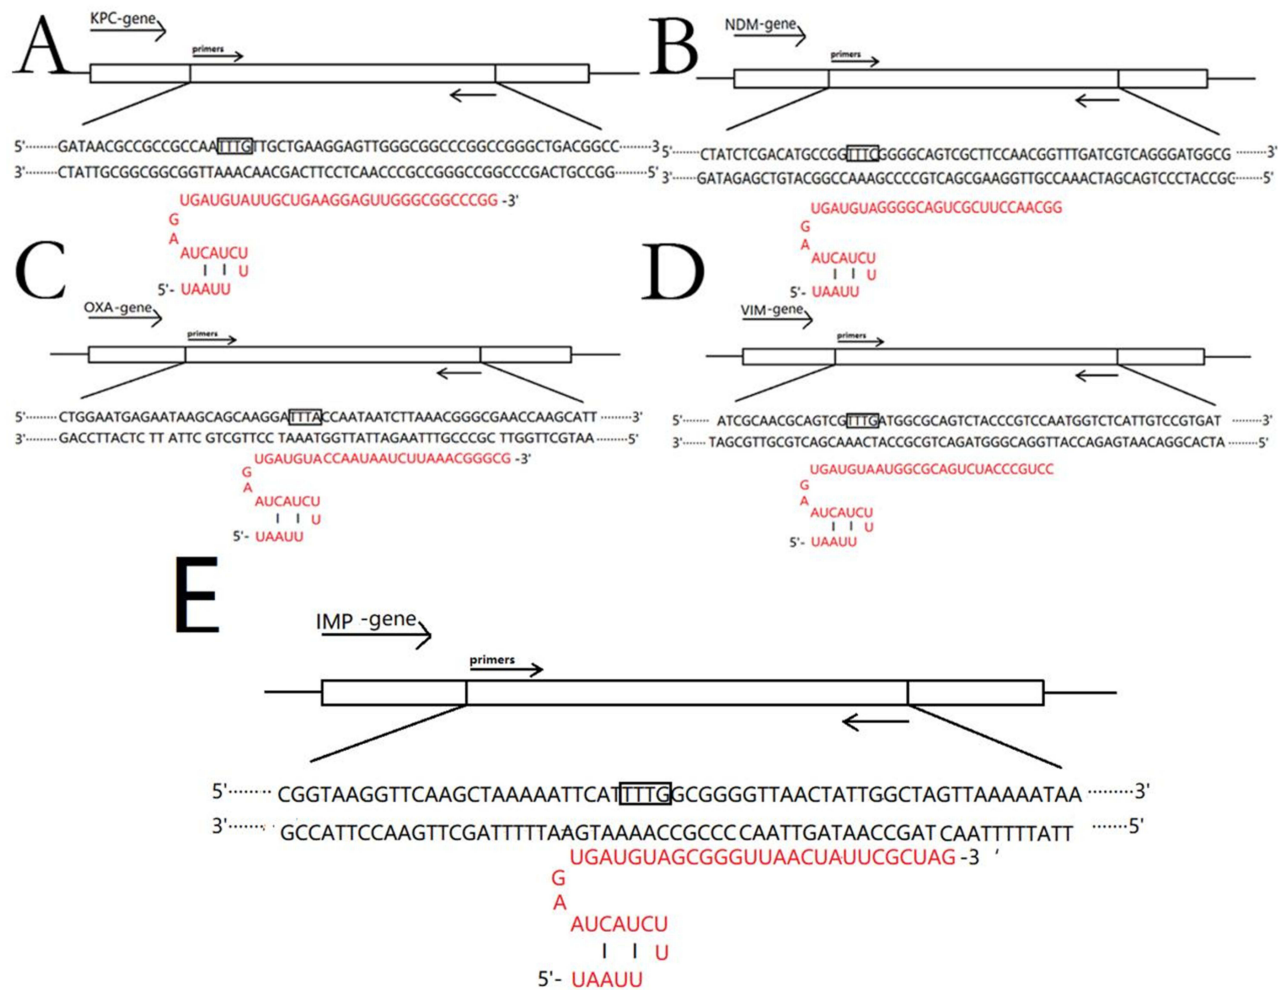 A
KPC-gene
primers
5'········GATAACGCCGCCGCCAATTTGTTGCTGAAGGAGTTGGGCGGCCCGGCCGGGCTGACGGCC········3
3'········CTATTGCGGCGGCGGTTAAACAACGACTTCCTCAACCCGCCGGGCCGGCCCGACTGCCGG········5'
UGAUGUAUUGCUGAAGGAGUUGGGCGGCCCGG -3'
G
A
AUCAUCU
U
5'- UAAUU
B
NDM-gene
primers
5'········CTATCTCGACATGCCGGTTTCGGGGCAGTCGCTTCCAACGGTTTGATCGTCAGGGATGGCG········3'
3'········GATAGAGCTGTACGGCCAAAGCCCCGTCAGCGAAGGTTGCCAAACTAGCAGTCCCTACCGC········5'
UGAUGUAGGGGCAGUCGCUUCCAACGG
G
A
AUCAUCU
U
5'- UAAUU
C
OXA-gene
primers
5'········CTGGAATGAGAATAAGCAGCAAGGATTTACCAATAATCTTAAACGGGCGAACCAAGCATT········3'
3'········GACCTTACTC TT ATTC GTCGTTCC TAAATGGTTATTAGAATTTGCCCGC TTGGTTCGTAA········5'
UGAUGUACCAAUAAUCUUAAACGGGCG -3'
G
A
AUCAUCU
U
5'- UAAUU
D
VIM-gene
primers
5'········ ATCGCAACGCAGTCGTTTGATGGCGCAGTCTACCCGTCCAATGGTCTCATTGTCCGTGAT ········3'
3'········TAGCGTTGCGTCAGCAAACTACCGCGTCAGATGGGCAGGTTACCAGAGTAACAGGCACTA ········5'
UGAUGUAAUGGCGCAGUCUACCCGUCC
G
A
AUCAUCU
U
5'- UAAUU
E
IMP -gene
primers
5'········ CGGTAAGGTTCAAGCTAAAAATTCATTTTGGCGGGGTTAACTATTGGCTAGTTAAAAATAA ········3'
3'········ GCCATTCCAAGTTCGATTTTTAAGTAAAACCGCCCCAATTGATAACCGATCAATTTTTATT ········5'
UGAUGUAGCGGGUUAACUAUUCGCUAG -3 '
G
A
AUCAUCU
U
5'- UAAUU